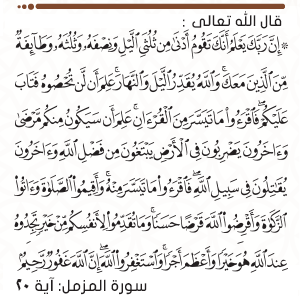 قال الله تعالى :
۞ إِنَّ رَبَّكَ يَعْلَمُ أَنَّكَ تَقُومُ أَدْنَىٰ مِن ثُلُثَيِ ٱلَّيْلِ وَنِصْفَهُۥ وَثُلُثَهُۥ وَطَآئِفَةٌ
مِّنَ ٱلَّذِينَ مَعَكَ ۚ وَٱللَّهُ يُقَدِّرُ ٱلَّيْلَ وَٱلنَّهَارَ ۚ عَلِمَ أَن لَّن تُحْصُوهُ فَتَابَ
عَلَيْكُمْ ۖ فَٱقْرَءُوا۟ مَا تَيَسَّرَ مِنَ ٱلْقُرْءَانِ ۚ عَلِمَ أَن سَيَكُونُ مِنكُم مَّرْضَىٰ ۙ
وَءَاخَرُونَ يَضْرِبُونَ فِى ٱلْأَرْضِ يَبْتَغُونَ مِن فَضْلِ ٱللَّهِ ۙ وَءَاخَرُونَ
يُقَٰتِلُونَ فِى سَبِيلِ ٱللَّهِ ۖ فَٱقْرَءُوا۟ مَا تَيَسَّرَ مِنْهُ ۚ وَأَقِيمُوا۟ ٱلصَّلَوٰةَ وَءَاتُوا۟
ٱلزَّكَوٰةَ وَأَقْرِضُوا۟ ٱللَّهَ قَرْضًا حَسَنًا ۚ وَمَا تُقَدِّمُوا۟ لِأَنفُسِكُم مِّنْ خَيْرٍ تَجِدُوهُ
عِندَ ٱللَّهِ هُوَ خَيْرًا وَأَعْظَمَ أَجْرًا ۚ وَٱسْتَغْفِرُوا۟ ٱللَّهَ ۖ إِنَّ ٱللَّهَ غَفُورٌ رَّحِيمٌۢ
سورة المزمل: آية ٢٠